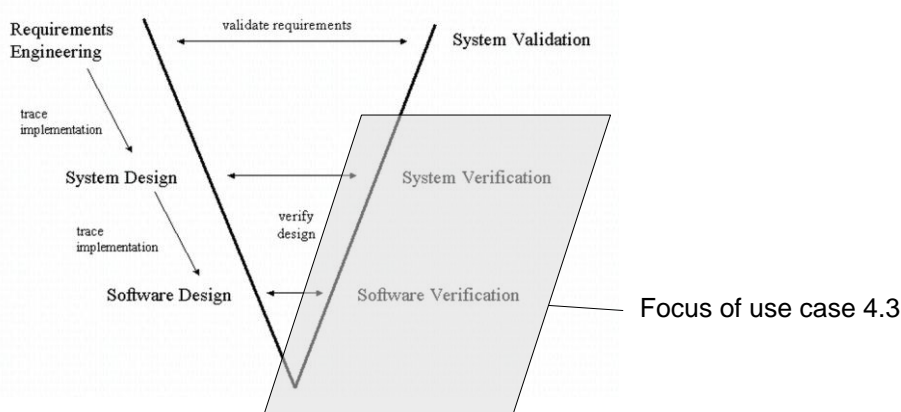 Requirements
Engineering
validate requirements
System Validation
trace
implementation
System Design
System Verification
verify
design
trace
implementation
Software Design
Software Verification
Focus of use case 4.3